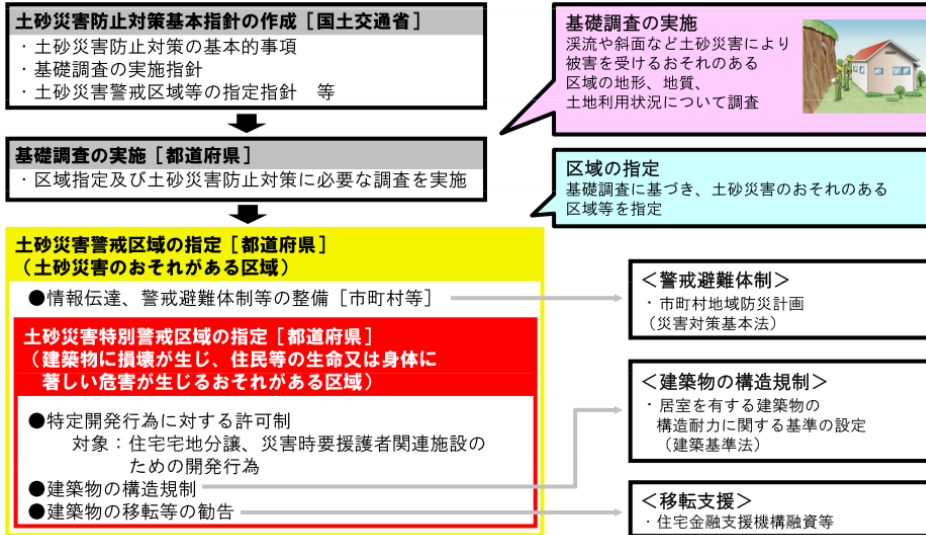 土砂災害防止対策基本指針の作成［国土交通省］
・土砂災害防止対策の基本的事項
・基礎調査の実施指針
・土砂災害警戒区域等の指定指針　等
基礎調査の実施［都道府県］
・区域指定及び土砂災害防止対策に必要な調査を実施
土砂災害警戒区域の指定［都道府県］
（土砂災害のおそれがある区域）
●情報伝達、警戒避難体制等の整備［市町村等］
土砂災害特別警戒区域の指定［都道府県］
（建築物に損壊が生じ、住民等の生命又は身体に
著しい危害が生じるおそれがある区域）
●特定開発行為に対する許可制
対象：住宅宅地分譲、災害時要援護者関連施設の
ための開発行為
●建築物の構造規制
●建築物の移転等の勧告
基礎調査の実施
渓流や斜面など土砂災害により
被害を受けるおそれのある
区域の地形、地質、
土地利用状況について調査
区域の指定
基礎調査に基づき、土砂災害のおそれのある
区域等を指定
＜警戒避難体制＞
・市町村地域防災計画
（災害対策基本法）
＜建築物の構造規制＞
・居室を有する建築物の
構造耐力に関する基準の設定
（建築基準法）
＜移転支援＞
・住宅金融支援機構融資等